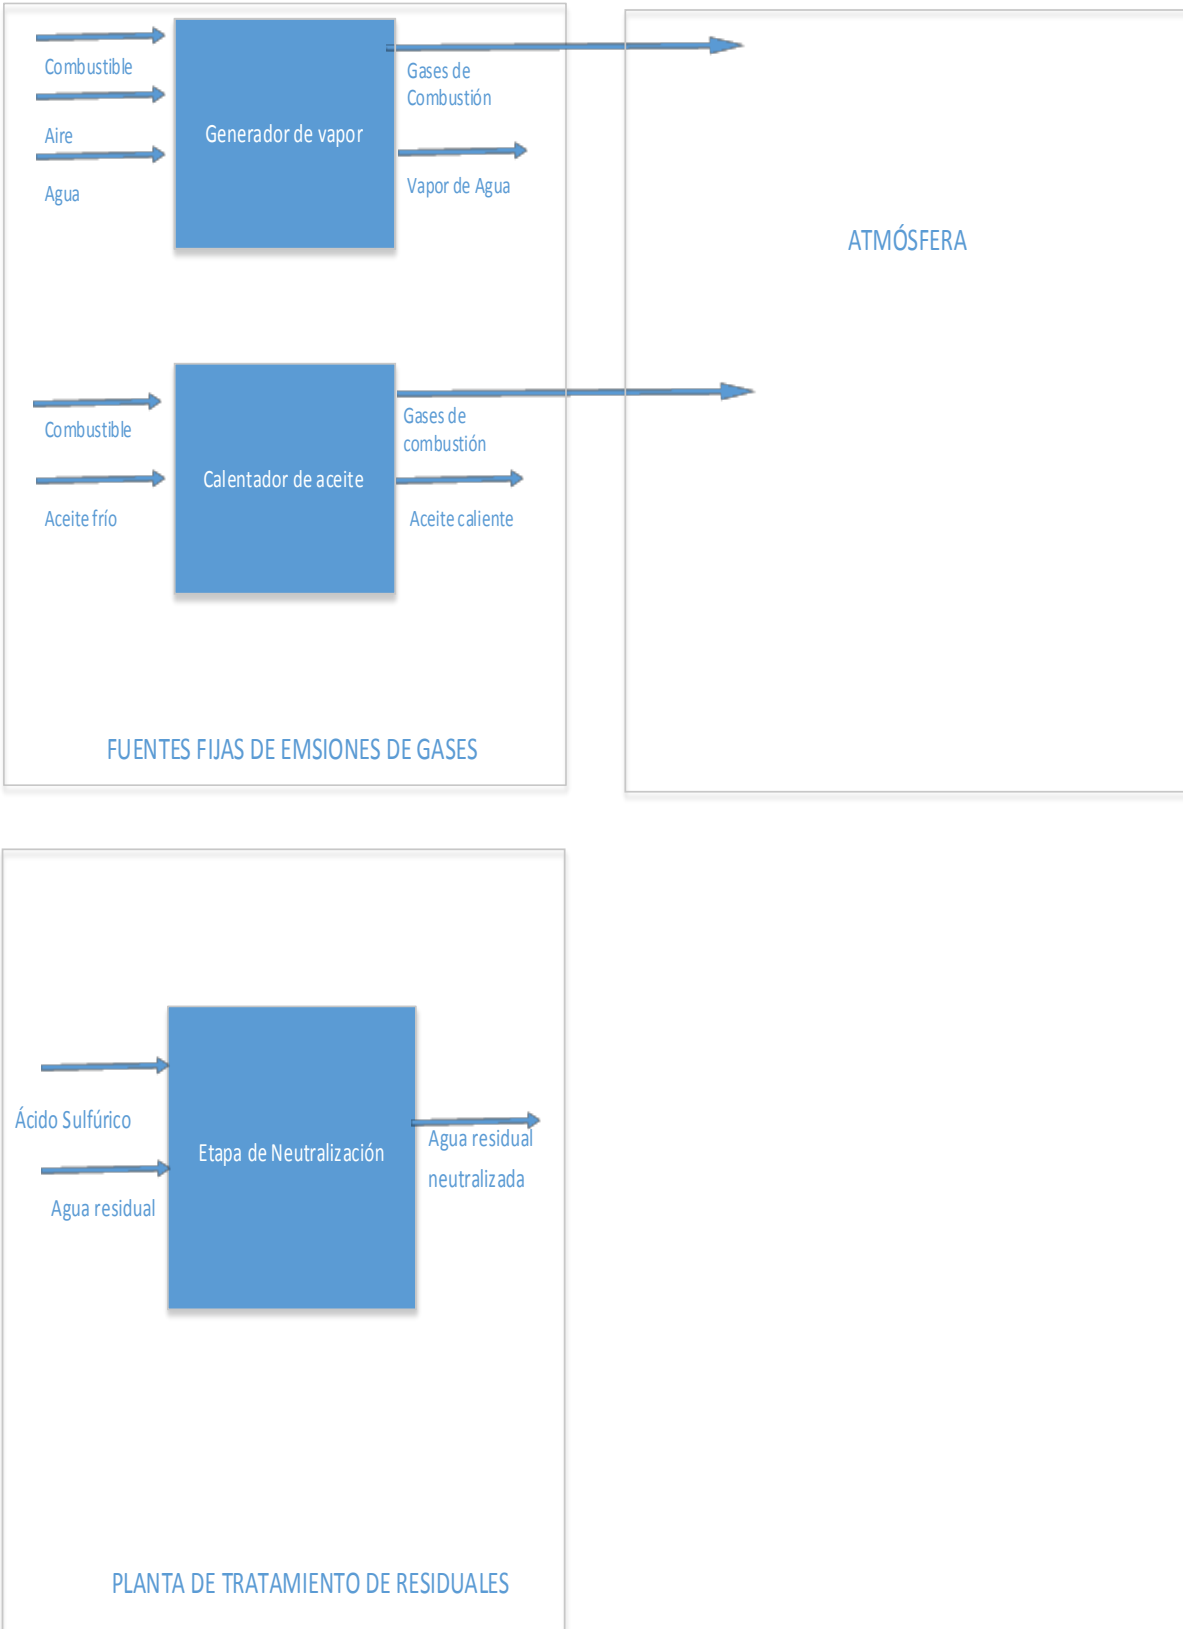 Combustible
Aire
Agua
Generador de vapor
Gases de
Combustión
Vapor de Agua
ATMÓSFERA
Combustible
Aceite frío
Calentador de aceite
Gases de
combustión
Aceite caliente
FUENTES FIJAS DE EMSIONES DE GASES
Ácido Sulfúrico
Agua residual
Etapa de Neutralización
Agua residual
neutralizada
PLANTA DE TRATAMIENTO DE RESIDUALES